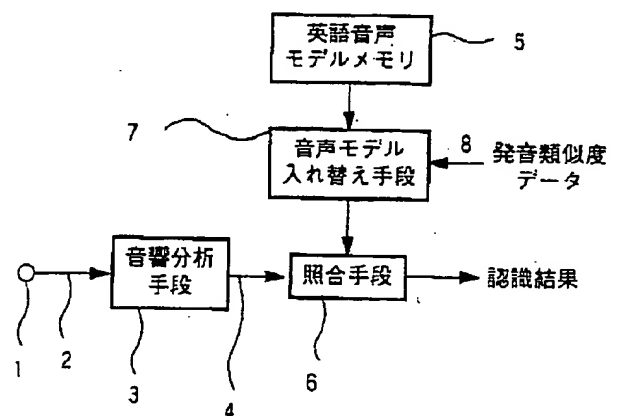 英語音声
モデルメモリ
5
7
音声モデル
入れ替え手段
8
発音類似度
データ
音響分析
手段
照合手段
認識結果
1
2
3
4
6